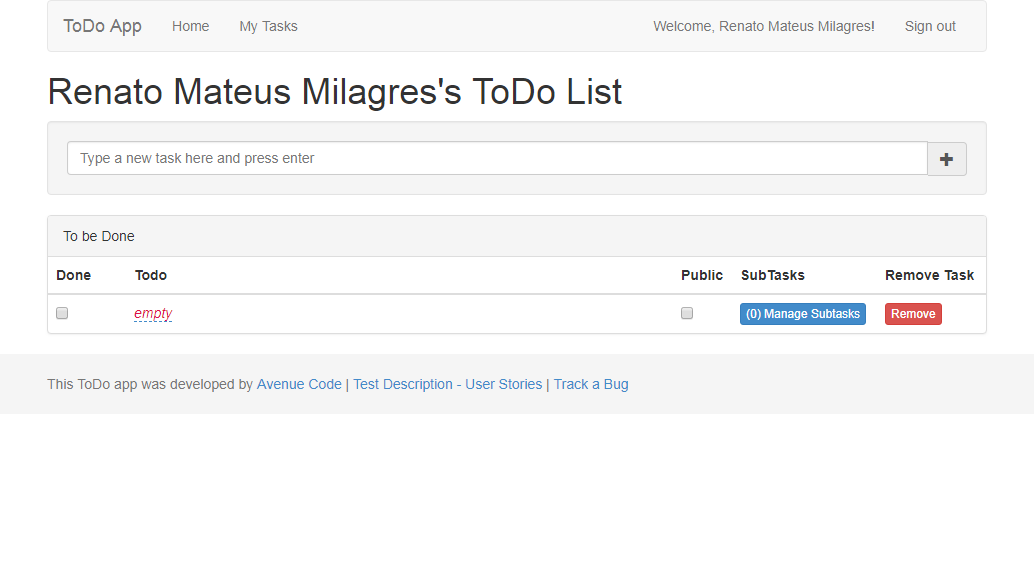 ToDo App Home My Tasks Welcome, Renato Mateus Milagres! Sign out
Renato Mateus Milagres's ToDo List
Type a new task here and press enter
To be Done
Done Todo Public SubTasks Remove Task
empty (0) Manage Subtasks Remove
This ToDo app was developed by Avenue Code | Test Description - User Stories | Track a Bug